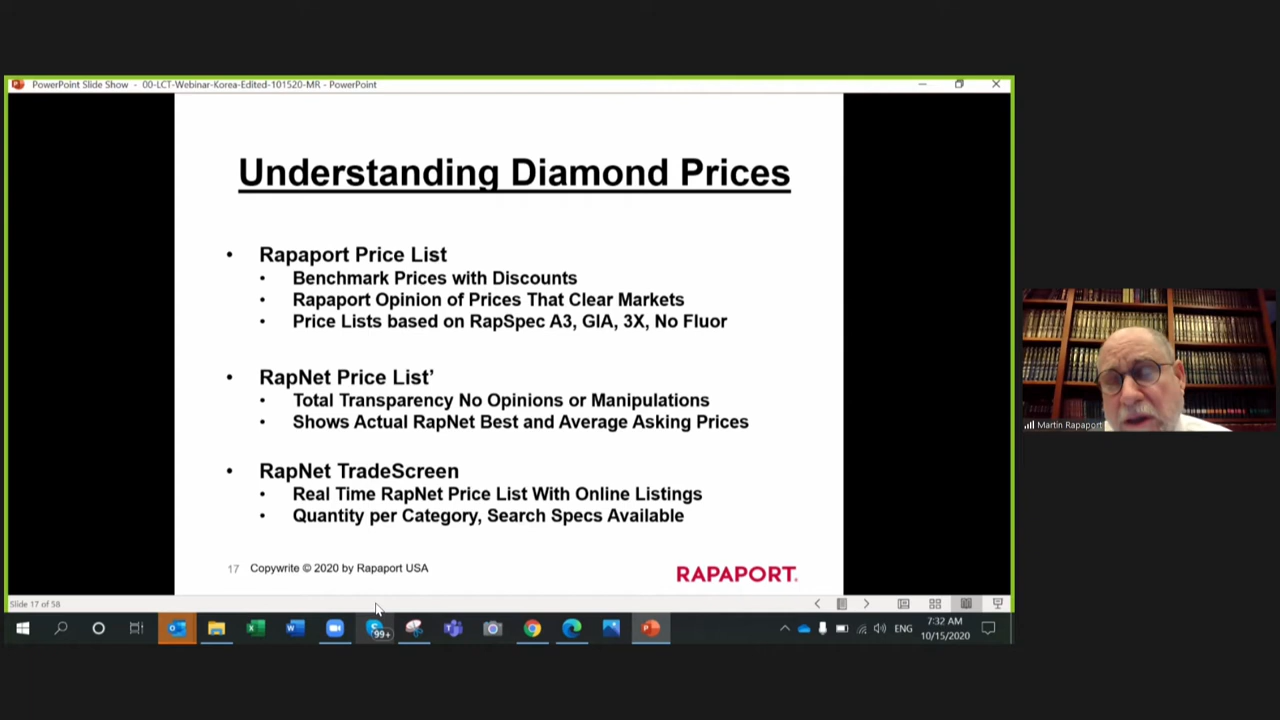 PowerPoint Slide Show - 00-LCT-Webinar-Korea-Edited-101520-MR - PowerPoint
Understanding Diamond Prices
• Rapaport Price List
• Benchmark Prices with Discounts
• Rapaport Opinion of Prices That Clear Markets
• Price Lists based on RapSpec A3, GIA, 3X, No Fluor
• RapNet Price List’
• Total Transparency No Opinions or Manipulations
• Shows Actual RapNet Best and Average Asking Prices
• RapNet TradeScreen
• Real Time RapNet Price List With Online Listings
• Quantity per Category, Search Specs Available
17 Copywrite © 2020 by Rapaport USA
RAPAPORT.
Martin Rapaport
Slide 17 of 58
99+
ENG
7:32 AM
10/15/2020